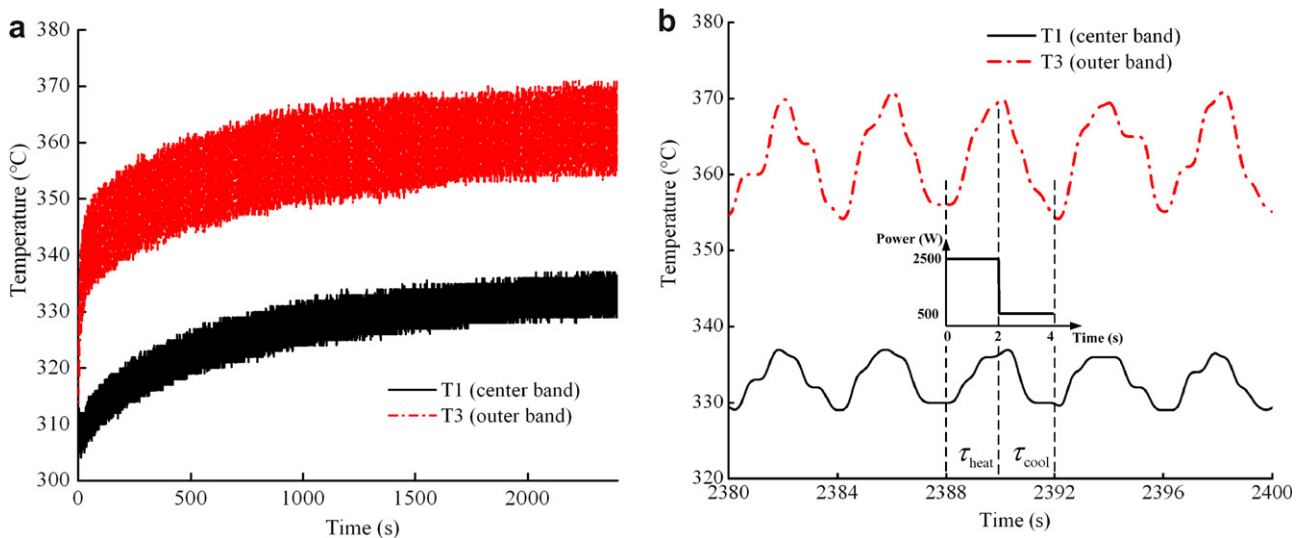 a
Temperature (°C)
380
370
360
350
340
330
320
310
300
0
500
1000
1500
2000
Time (s)
T1 (center band)
T3 (outer band)
b
Temperature (°C)
380
370
360
350
340
330
320
2380
2384
2388
2392
2396
2400
Time (s)
T1 (center band)
T3 (outer band)
Power (W)
2500
500
0
2
4
Time (s)
τheat
τcool